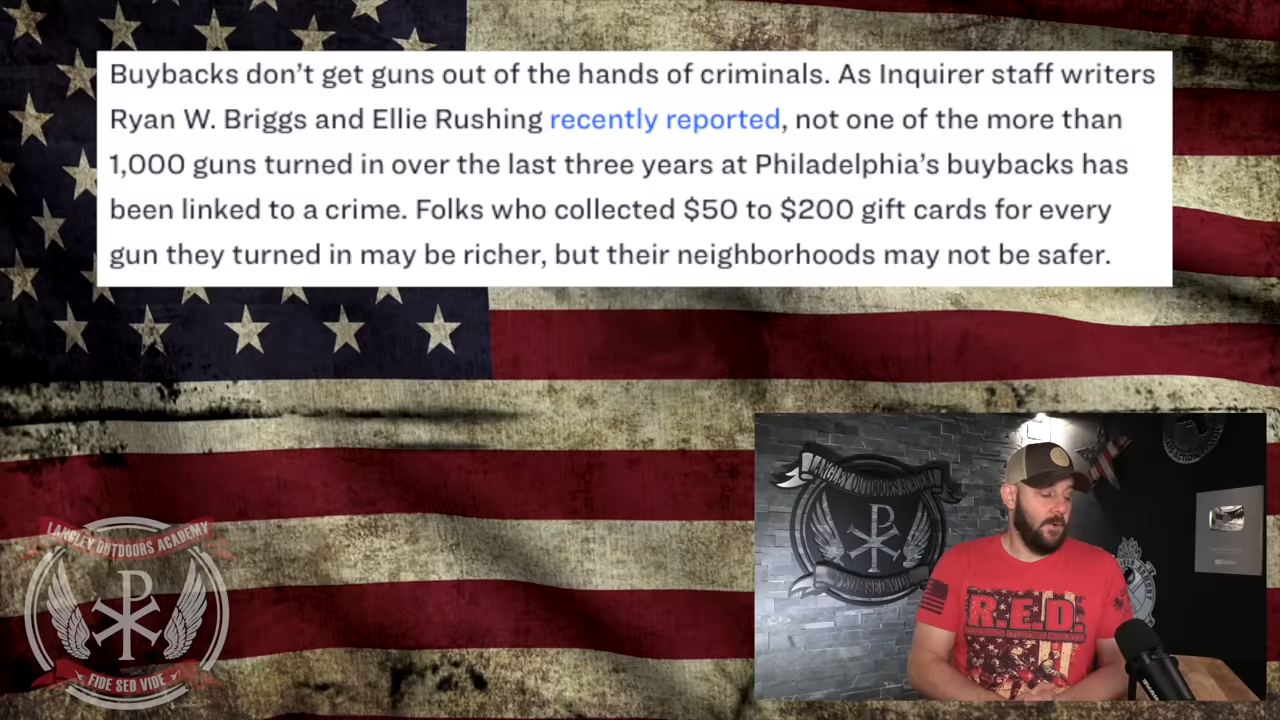 Buybacks don’t get guns out of the hands of criminals. As Inquirer staff writers
Ryan W. Briggs and Ellie Rushing recently reported, not one of the more than
1,000 guns turned in over the last three years at Philadelphia’s buybacks has
been linked to a crime. Folks who collected $50 to $200 gift cards for every
gun they turned in may be richer, but their neighborhoods may not be safer.
LANGLEY OUTDOORS ACADEMY
R.E.D.
LANGLEY OUTDOORS ACADEMY
FIDE SED VIDE